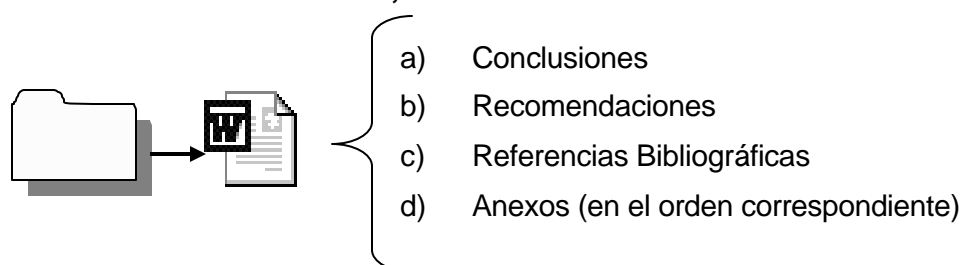 a) Conclusiones
W
b) Recomendaciones
c) Referencias Bibliográficas
d) Anexos (en el orden correspondiente)